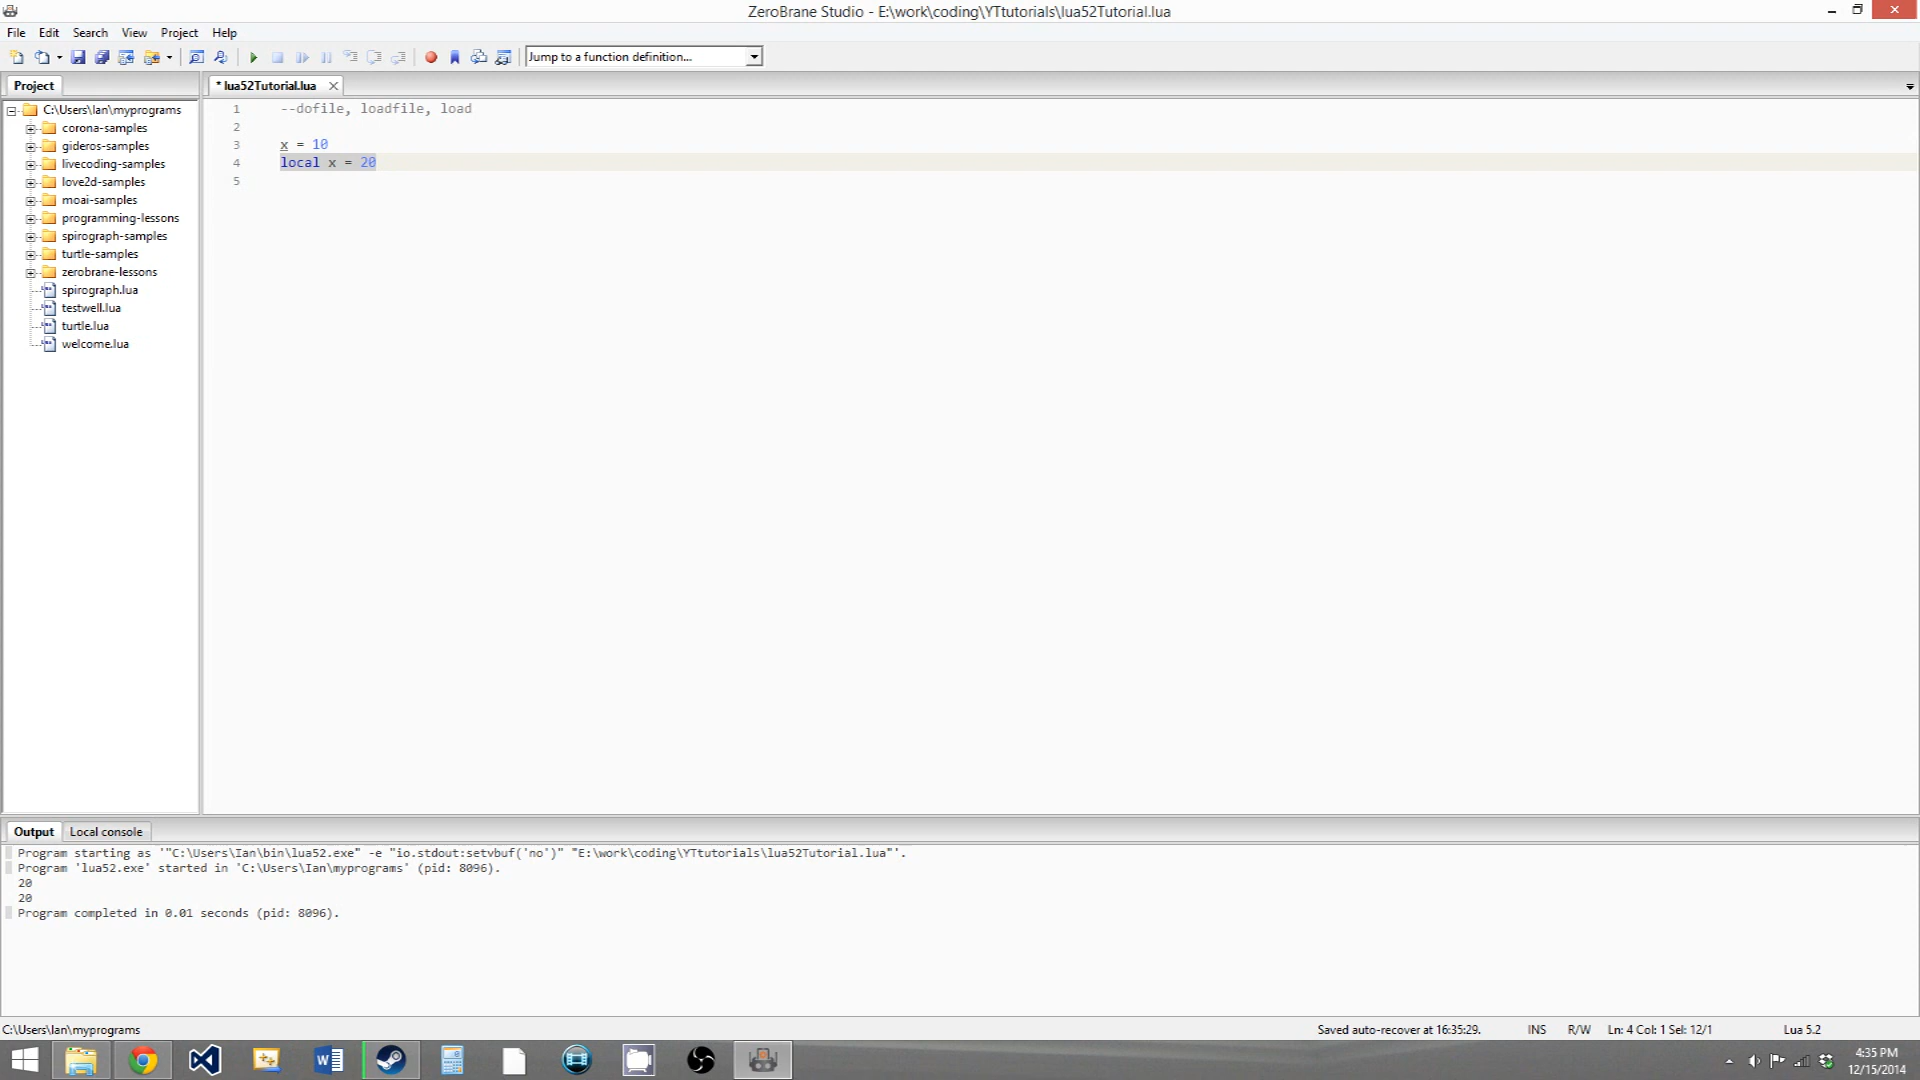 ZeroBrane Studio - E:\work\coding\YTtutorials\lua52Tutorial.lua
File Edit Search View Project Help
Jump to a function definition...
Project
* lua52Tutorial.lua
C:\Users\Ian\myprograms
corona-samples
gideros-samples
livecoding-samples
love2d-samples
moai-samples
programming-lessons
spirograph-samples
turtle-samples
zerobrane-lessons
spirograph.lua
testwell.lua
turtle.lua
welcome.lua
1 --dofile, loadfile, load
2
3 x = 10
4 local x = 20
5
Output Local console
Program starting as '"C:\Users\Ian\bin\lua52.exe" -e "io.stdout:setvbuf('no')" "E:\work\coding\YTtutorials\lua52Tutorial.lua"'.
Program 'lua52.exe' started in 'C:\Users\Ian\myprograms' (pid: 8096).
20
20
Program completed in 0.01 seconds (pid: 8096).
C:\Users\Ian\myprograms Saved auto-recover at 16:35:29. INS R/W Ln: 4 Col: 1 Sel: 12/1 Lua 5.2
4:35 PM
12/15/2014